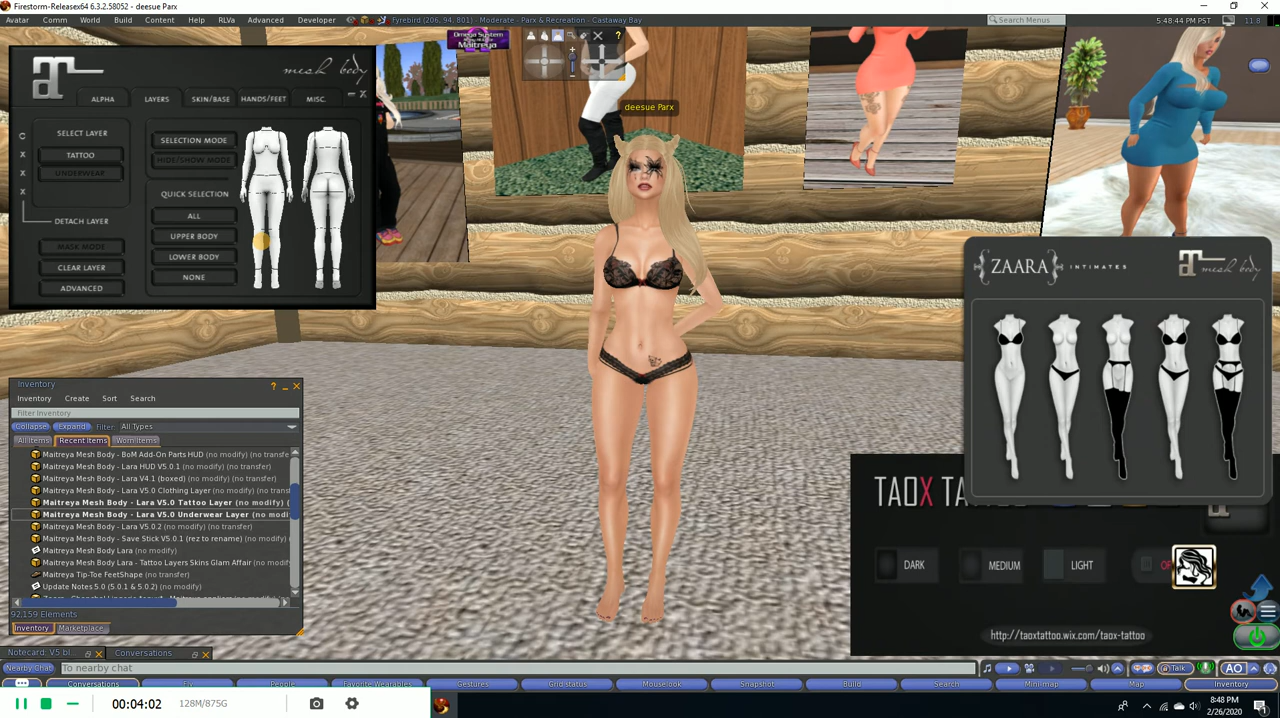 Firestorm-Releasex64 6.3.2.58052 - deesue Parx
Avatar Comm World Build Content Help RLVa Advanced Developer
Fyrebird (206, 94, 801) - Moderate - Parx & Recreation - Castaway Bay
Search Menus
5:48:44 PM PST
11.8
mesh body
ALPHA LAYERS SKIN/BASE HANDS/FEET MISC.
SELECT LAYER
TATTOO
UNDERWEAR
DETACH LAYER
MASK MODE
CLEAR LAYER
ADVANCED
SELECTION MODE
HIDE/SHOW MODE
QUICK SELECTION
ALL
UPPER BODY
LOWER BODY
NONE
Omega System
Maitreya
deesue Parx
ZAARA
INTIMATES
mesh body
Inventory
Inventory Create Sort Search
Filter Inventory
Collapse Expand Filter: All Types
All Items Recent Items Worn Items
Maitreya Mesh Body - BoM Add-On Parts HUD (no modify) (no transfe
Maitreya Mesh Body - Lara HUD V5.0.1 (no modify) (no transfer)
Maitreya Mesh Body - Lara V4.1 (boxed) (no modify) (no transfer)
Maitreya Mesh Body - Lara V5.0 Clothing Layer (no modify) (no trans
Maitreya Mesh Body - Lara V5.0 Tattoo Layer (no modify) (
Maitreya Mesh Body - Lara V5.0 Underwear Layer (no modi
Maitreya Mesh Body - Lara V5.0.2 (no modify) (no transfer)
Maitreya Mesh Body - Save Stick V5.0.1 (rez to rename) (no modify)
Maitreya Mesh Body Lara (no modify)
Maitreya Mesh Body Lara - Tattoo Layers Skins Glam Affair (no modif
Maitreya Tip-Toe FeetShape (no transfer)
Update Notes 5.0 (5.0.1 & 5.0.2) (no modify)
92,159 Elements
Inventory Marketplace
TAOX TA
DARK MEDIUM LIGHT
http://taoxtattoo.wix.com/taox-tattoo
Notecard: V5 bl Conversations
Nearby Chat To nearby chat
Talk AO
Conversations Fly People Favorite Wearables Gestures Grid status Mouselook Snapshot Build Search Mini-map Map Inventory
00:04:02 128M/875G
8:48 PM
2/26/2020